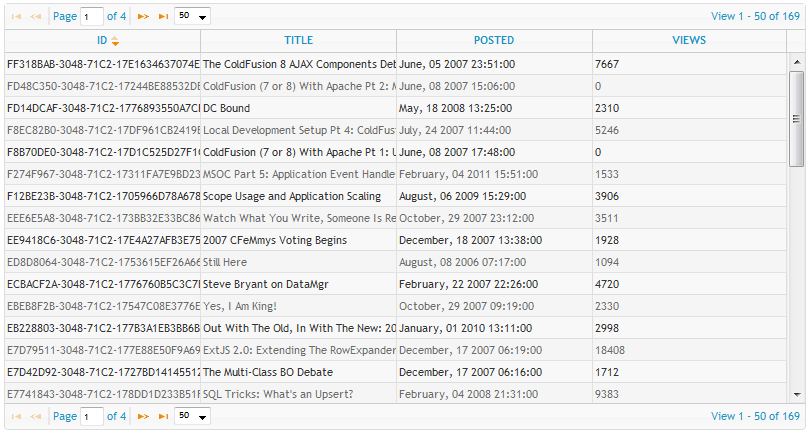 Page 1 of 4 50 View 1 - 50 of 169
ID TITLE POSTED VIEWS
FF318BAB-3048-71C2-17E1634637074E The ColdFusion 8 AJAX Components Deb June, 05 2007 23:51:00 7667
FD48C350-3048-71C2-17244BE88532DE ColdFusion (7 or 8) With Apache Pt 2: M June, 08 2007 15:06:00 0
FD14DCAF-3048-71C2-1776893550A7CI DC Bound May, 18 2008 13:25:00 2310
F8EC82B0-3048-71C2-17DF961CB2419E Local Development Setup Pt 4: ColdFus July, 24 2007 11:44:00 5246
F8B70DE0-3048-71C2-17D1C525D27F1 ColdFusion (7 or 8) With Apache Pt 1: U June, 08 2007 17:48:00 0
F274F967-3048-71C2-17311FA7E9BD23 MSOC Part 5: Application Event Handle February, 04 2011 15:51:00 1533
F12BE23B-3048-71C2-1705966D78A678 Scope Usage and Application Scaling August, 06 2009 15:29:00 3906
EEE6E5A8-3048-71C2-173BB32E33BC86 Watch What You Write, Someone Is Re October, 29 2007 23:12:00 3511
EE9418C6-3048-71C2-17E4A27AFB3E75 2007 CFeMmys Voting Begins December, 18 2007 13:38:00 1928
ED8D8064-3048-71C2-1753615EF26A66 Still Here August, 08 2006 07:17:00 1094
ECBACF2A-3048-71C2-1776760B5C3C7 Steve Bryant on DataMgr February, 22 2007 22:26:00 4720
EBEB8F2B-3048-71C2-17547C08E3776E Yes, I Am King! October, 29 2007 09:19:00 2330
EB228803-3048-71C2-177B3A1EB3BB6B Out With The Old, In With The New: 20 January, 01 2010 13:11:00 2998
E7D79511-3048-71C2-177E88E50F9A69 ExtJS 2.0: Extending The RowExpander December, 17 2007 06:19:00 18408
E7D42D92-3048-71C2-1727BD14145512 The Multi-Class BO Debate December, 17 2007 06:16:00 1712
E7741843-3048-71C2-178DD1D233B51F SQL Tricks: What's an Upsert? February, 04 2008 21:31:00 9383
Page 1 of 4 50 View 1 - 50 of 169